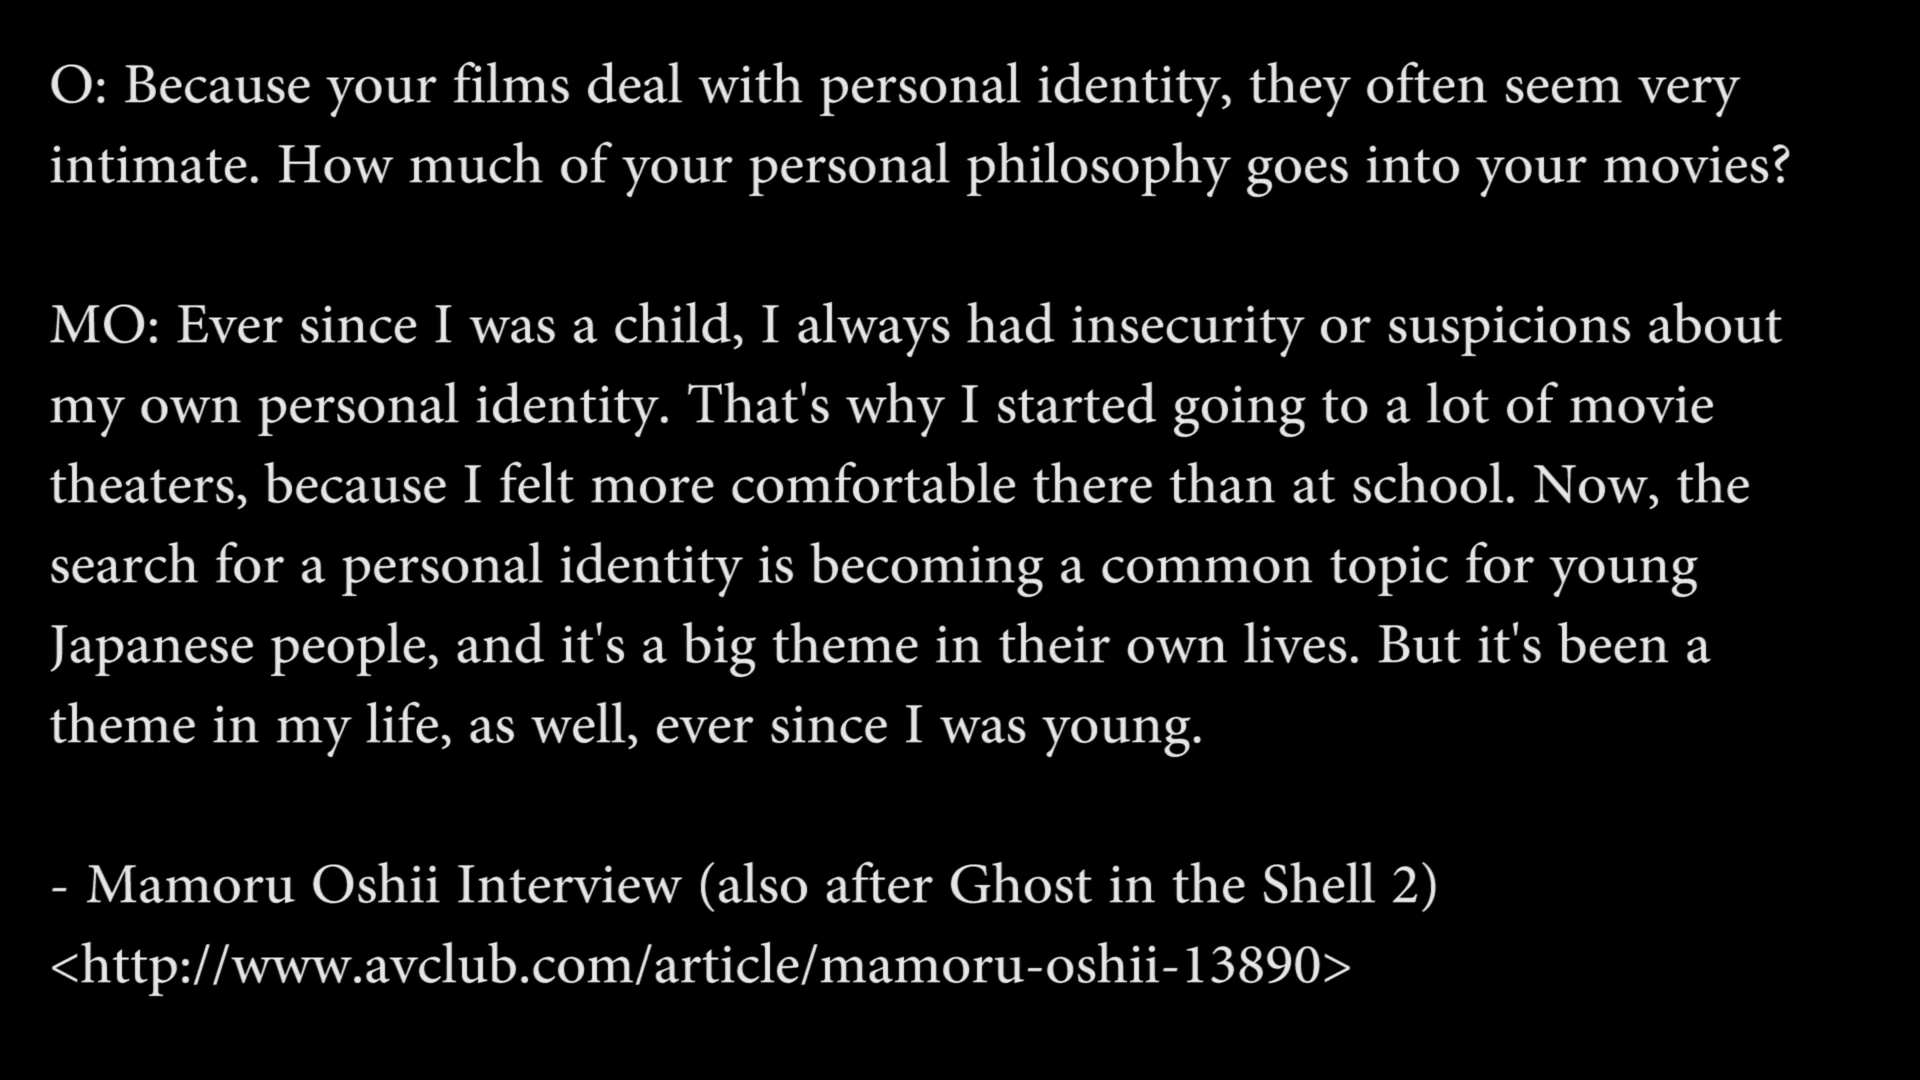 O: Because your films deal with personal identity, they often seem very
intimate. How much of your personal philosophy goes into your movies?
MO: Ever since I was a child, I always had insecurity or suspicions about
my own personal identity. That's why I started going to a lot of movie
theaters, because I felt more comfortable there than at school. Now, the
search for a personal identity is becoming a common topic for young
Japanese people, and it's a big theme in their own lives. But it's been a
theme in my life, as well, ever since I was young.
- Mamoru Oshii Interview (also after Ghost in the Shell 2)
<http://www.avclub.com/article/mamoru-oshii-13890>